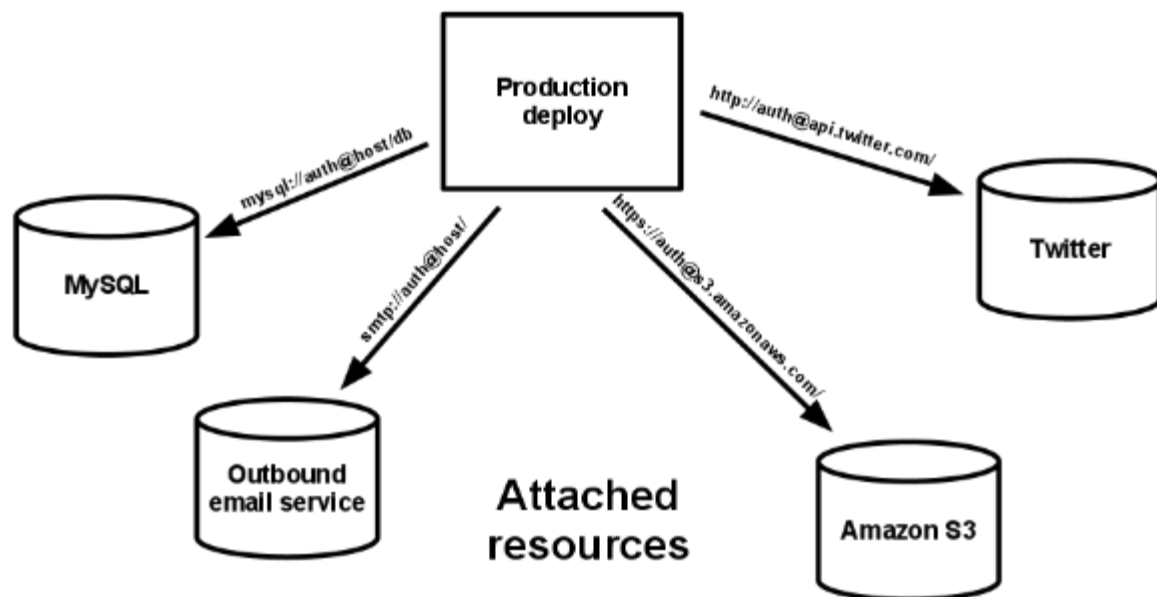 Production
deploy
mysql://auth@host/db
smtp://auth@host/
https://auth@s3.amazonaws.com/
http://auth@api.twitter.com/
MySQL
Twitter
Outbound
email service
Amazon S3
Attached
resources